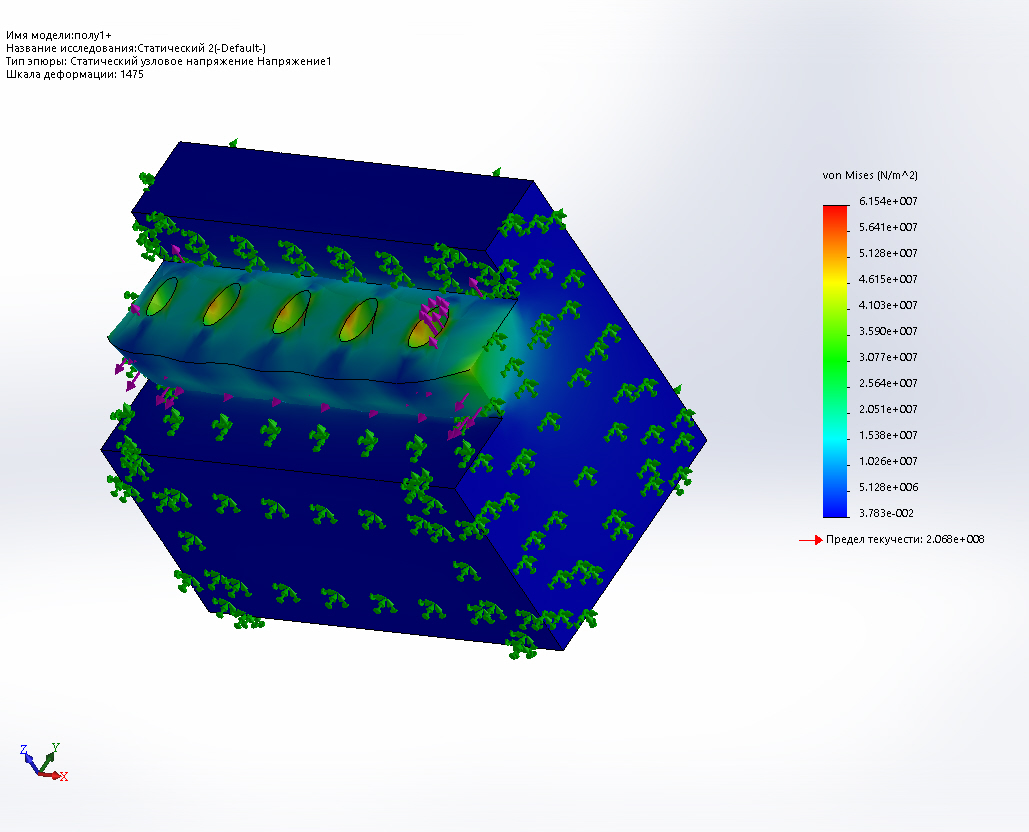 Имя модели:полу1+
Название исследования:Статический 2(-Default-)
Тип эпюры: Статический узловое напряжение Напряжение1
Шкала деформации: 1475
von Mises (N/m^2)
6.154e+007
5.641e+007
5.128e+007
4.615e+007
4.103e+007
3.590e+007
3.077e+007
2.564e+007
2.051e+007
1.538e+007
1.026e+007
5.128e+006
3.783e-002
Предел текучести: 2.068e+008
Z
Y
X